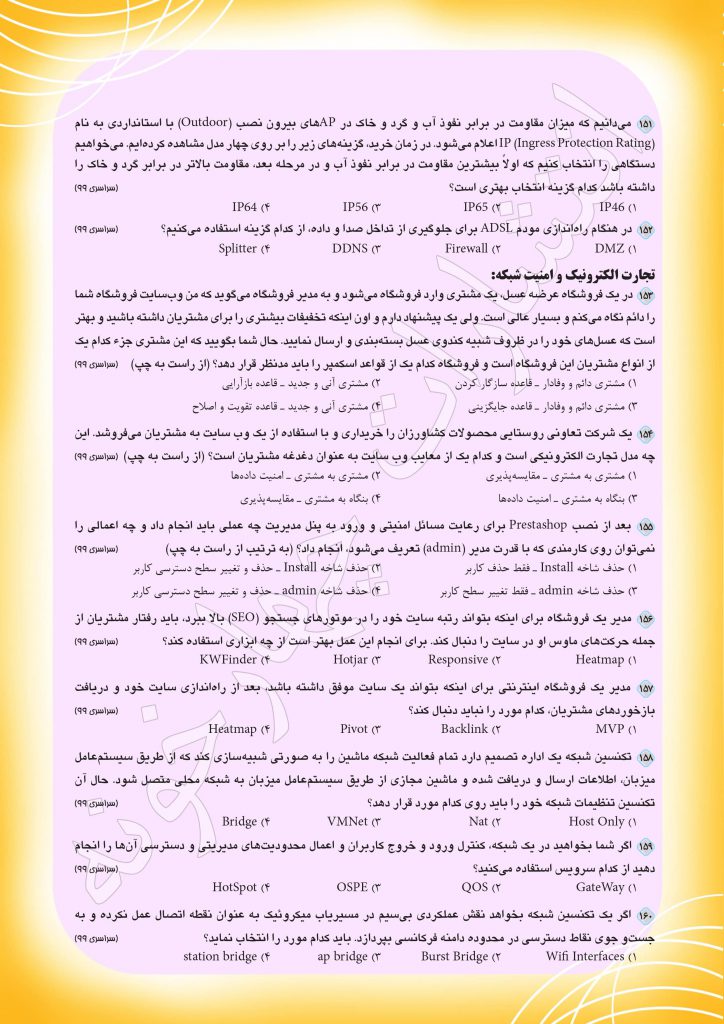 ۱۵۱ می‌دانیم که میزان مقاومت در برابر نفوذ آب و گرد و خاک در APهای بیرون نصب (Outdoor) با استانداردی به نام
IP (Ingress Protection Rating) اعلام می‌شود. در زمان خرید، گزینه‌های زیر را بر روی چهار مدل مشاهده کرده‌ایم. می‌خواهیم
دستگاهی را انتخاب کنیم که اولاً بیشترین مقاومت در برابر نفوذ آب و در مرحله بعد، مقاومت بالاتر در برابر گرد و خاک را
داشته باشد کدام گزینه انتخاب بهتری است؟ (سراسری ۹۹)
۱) IP46 ۲) IP65 ۳) IP56 ۴) IP64
۱۵۲ در هنگام راه‌اندازی مودم ADSL برای جلوگیری از تداخل صدا و داده، از کدام گزینه استفاده می‌کنیم؟ (سراسری ۹۹)
۱) DMZ ۲) Firewall ۳) DDNS ۴) Splitter
تجارت الکترونیک و امنیت شبکه:
۱۵۳ در یک فروشگاه عرضه عسل، یک مشتری وارد فروشگاه می‌شود و به مدیر فروشگاه می‌گوید که من وب‌سایت فروشگاه شما
را دائم نگاه می‌کنم و بسیار عالی است. ولی یک پیشنهاد دارم و اون اینکه تخفیفات بیشتری را برای مشتریان داشته باشید و بهتر
است که عسل‌های خود را در ظروف شبیه کندوی عسل بسته‌بندی و ارسال نمایید. حال شما بگویید که این مشتری جزء کدام یک
از انواع مشتریان این فروشگاه است و فروشگاه کدام یک از قواعد اسکمپر را باید مدنظر قرار دهد؟ (از راست به چپ) (سراسری ۹۹)
۱) مشتری دائم و وفادار ـ قاعده سازگار کردن ۲) مشتری آنی و جدید ـ قاعده بازآرایی
۳) مشتری دائم و وفادار ـ قاعده جایگزینی ۴) مشتری آنی و جدید ـ قاعده تقویت و اصلاح
۱۵۴ یک شرکت تعاونی روستایی محصولات کشاورزان را خریداری و با استفاده از یک وب سایت به مشتریان می‌فروشد. این
چه مدل تجارت الکترونیکی است و کدام یک از معایب وب سایت به عنوان دغدغه مشتریان است؟ (از راست به چپ) (سراسری ۹۹)
۱) مشتری به مشتری ـ مقایسه‌پذیری ۲) مشتری به مشتری ـ امنیت داده‌ها
۳) بنگاه به مشتری ـ امنیت داده‌ها ۴) بنگاه به مشتری ـ مقایسه‌پذیری
۱۵۵ بعد از نصب Prestashop برای رعایت مسائل امنیتی و ورود به پنل مدیریت چه عملی باید انجام داد و چه اعمالی را
نمی‌توان روی کارمندی که با قدرت مدیر (admin) تعریف می‌شود، انجام داد؟ (به ترتیب از راست به چپ) (سراسری ۹۹)
۱) حذف شاخه Install ـ فقط حذف کاربر ۲) حذف شاخه Install ـ حذف و تغییر سطح دسترسی کاربر
۳) حذف شاخه admin ـ فقط تغییر سطح کاربر ۴) حذف شاخه admin ـ حذف و تغییر سطح دسترسی کاربر
۱۵۶ مدیر یک فروشگاه برای اینکه بتواند رتبه سایت خود را در موتورهای جستجو (SEO) بالا ببرد، باید رفتار مشتریان از
جمله حرکت‌های ماوس او در سایت را دنبال کند. برای انجام این عمل بهتر است از چه ابزاری استفاده کند؟ (سراسری ۹۹)
۱) Heatmap ۲) Responsive ۳) Hotjar ۴) KWFinder
۱۵۷ مدیر یک فروشگاه اینترنتی برای اینکه بتواند یک سایت موفق داشته باشد، بعد از راه‌اندازی سایت خود و دریافت
بازخوردهای مشتریان، کدام مورد را نباید دنبال کند؟ (سراسری ۹۹)
۱) MVP ۲) Backlink ۳) Pivot ۴) Heatmap
۱۵۸ تکنسین شبکه یک اداره تصمیم دارد تمام فعالیت شبکه ماشین را به صورتی شبیه‌سازی کند که از طریق سیستم‌عامل
میزبان، اطلاعات ارسال و دریافت شده و ماشین مجازی از طریق سیستم‌عامل میزبان به شبکه محلی متصل شود. حال آن
تکنسین تنظیمات شبکه خود را باید روی کدام مورد قرار دهد؟ (سراسری ۹۹)
۱) Host Only ۲) Nat ۳) VMNet ۴) Bridge
۱۵۹ اگر شما بخواهید در یک شبکه، کنترل ورود و خروج کاربران و اعمال محدودیت‌های مدیریتی و دسترسی آن‌ها را انجام
دهید از کدام سرویس استفاده می‌کنید؟ (سراسری ۹۹)
۱) GateWay ۲) QOS ۳) OSPE ۴) HotSpot
۱۶۰ اگر یک تکنسین شبکه بخواهد نقش عملکردی بی‌سیم در مسیریاب میکروتیک به عنوان نقطه اتصال عمل نکرده و به
جست‌و جوی نقاط دسترسی در محدوده دامنه فرکانسی بپردازد. باید کدام مورد را انتخاب نماید؟ (سراسری ۹۹)
۱) Wifi Interfaces ۲) Burst Bridge ۳) ap bridge ۴) station bridge
انتشارات چهارخونه